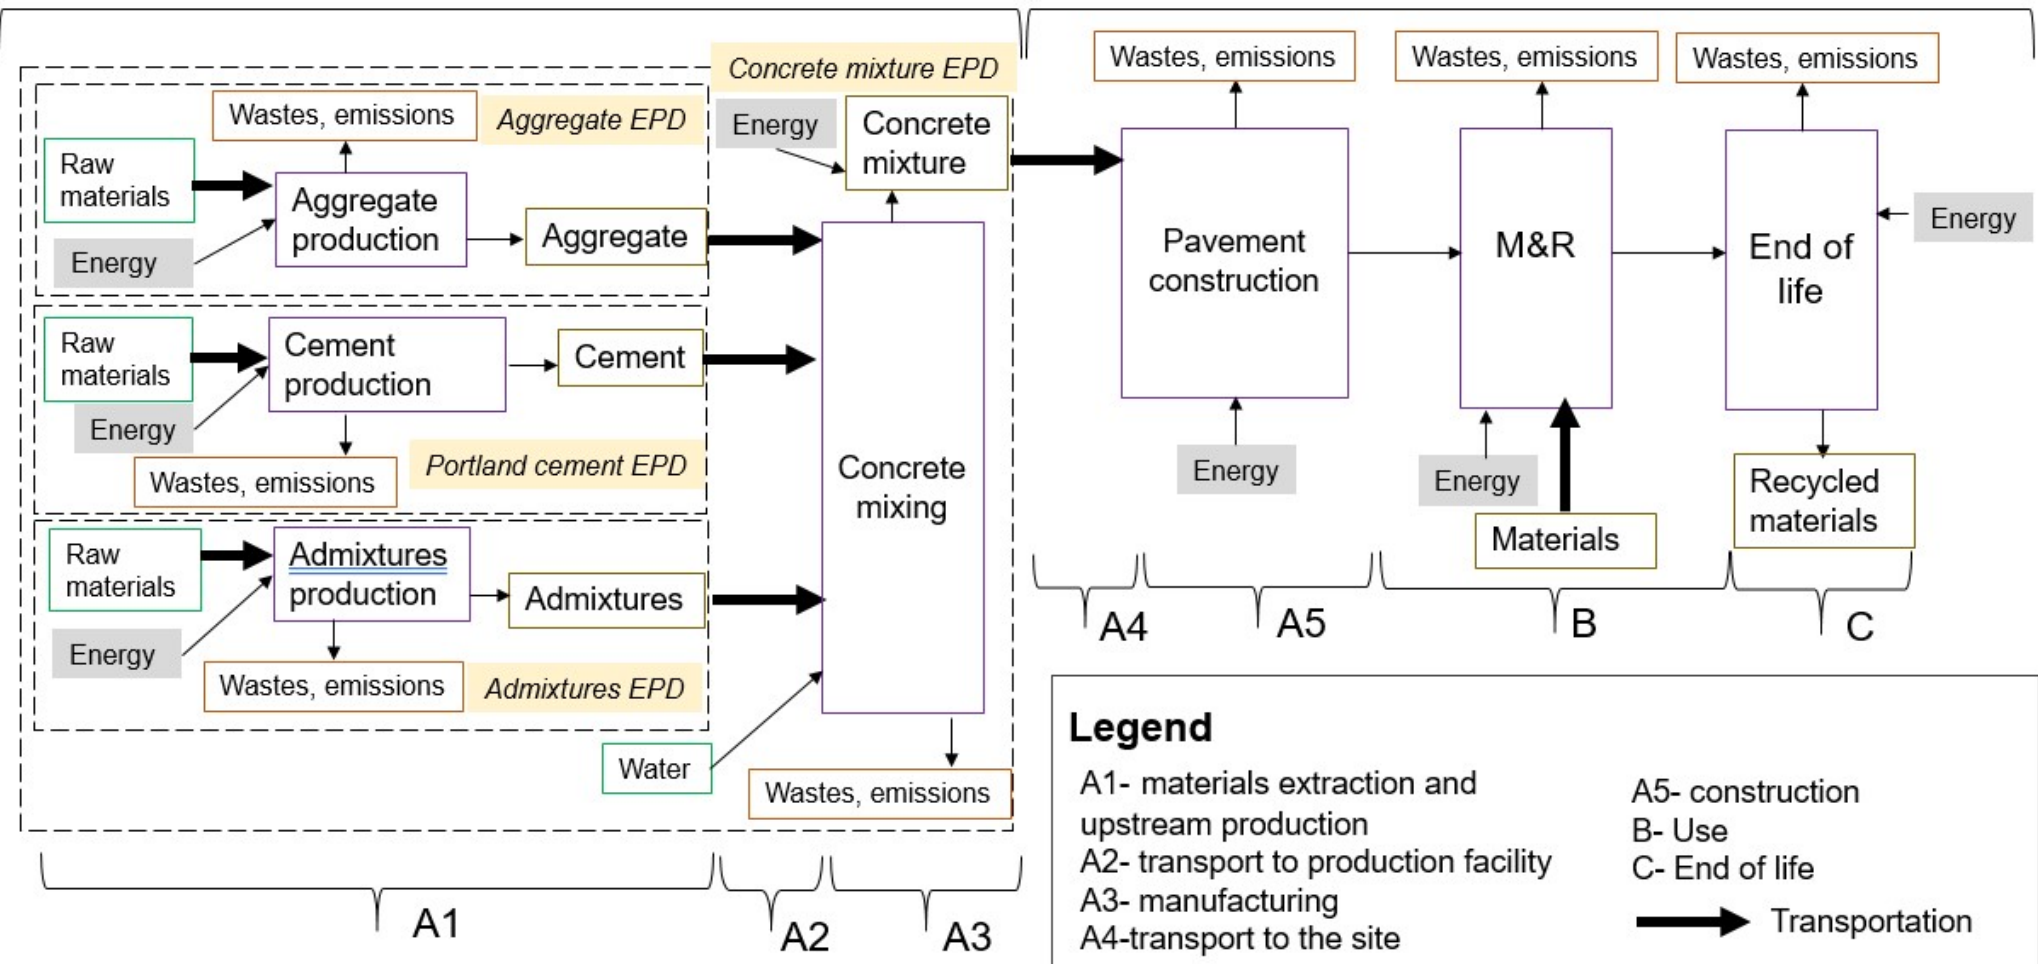 Concrete mixture EPD
Wastes, emissions
Aggregate EPD
Raw
materials
Energy
Aggregate
production
Aggregate
Raw
materials
Energy
Cement
production
Cement
Wastes, emissions
Portland cement EPD
Raw
materials
Energy
Admixtures
production
Admixtures
Wastes, emissions
Admixtures EPD
Water
Energy
Concrete
mixture
Concrete
mixing
Wastes, emissions
A1
A2
A3
Wastes, emissions
Pavement
construction
Energy
Wastes, emissions
M&R
Energy
Materials
Wastes, emissions
End of
life
Energy
Recycled
materials
A4
A5
B
C
Legend
A1- materials extraction and
upstream production
A2- transport to production facility
A3- manufacturing
A4-transport to the site
A5- construction
B- Use
C- End of life
Transportation